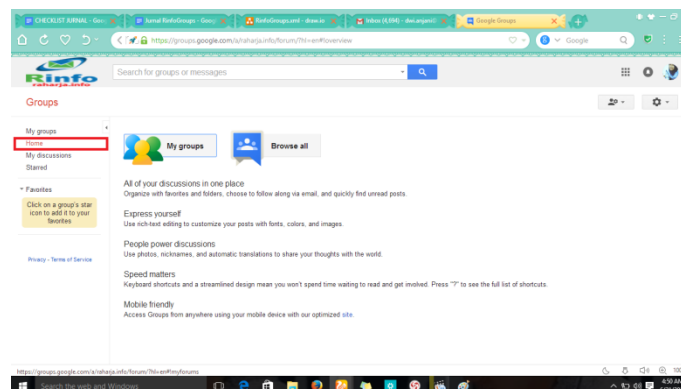 CHECKLIST JURNAL - Goo
Jurnal RinfoGroups - Goog
RinfoGroups.xml - draw.io
Google Groups
https://groups.google.com/a/raharja.info/forum/?hl=en#!overview
Google
Rinfo
raharja.info
Search for groups or messages
Groups
My groups
Home
My discussions
Starred
Favorites
Click on a group's star
icon to add it to your
favorites
Privacy - Terms of Service
My groups
Browse all
All of your discussions in one place
Organize with favorites and folders, choose to follow along via email, and quickly find unread posts.
Express yourself
Use rich-text editing to customize your posts with fonts, colors, and images.
People power discussions
Use photos, nicknames, and automatic translations to share your thoughts with the world.
Speed matters
Keyboard shortcuts and a streamlined design mean you won't spend time waiting to read and get involved. Press "?" to see the full list of shortcuts.
Mobile friendly
Access Groups from anywhere using your mobile device with our optimized site.
https://groups.google.com/a/raharja.info/forum/?hl=en#!myforums
100
Search the web and Windows
4:50 AM